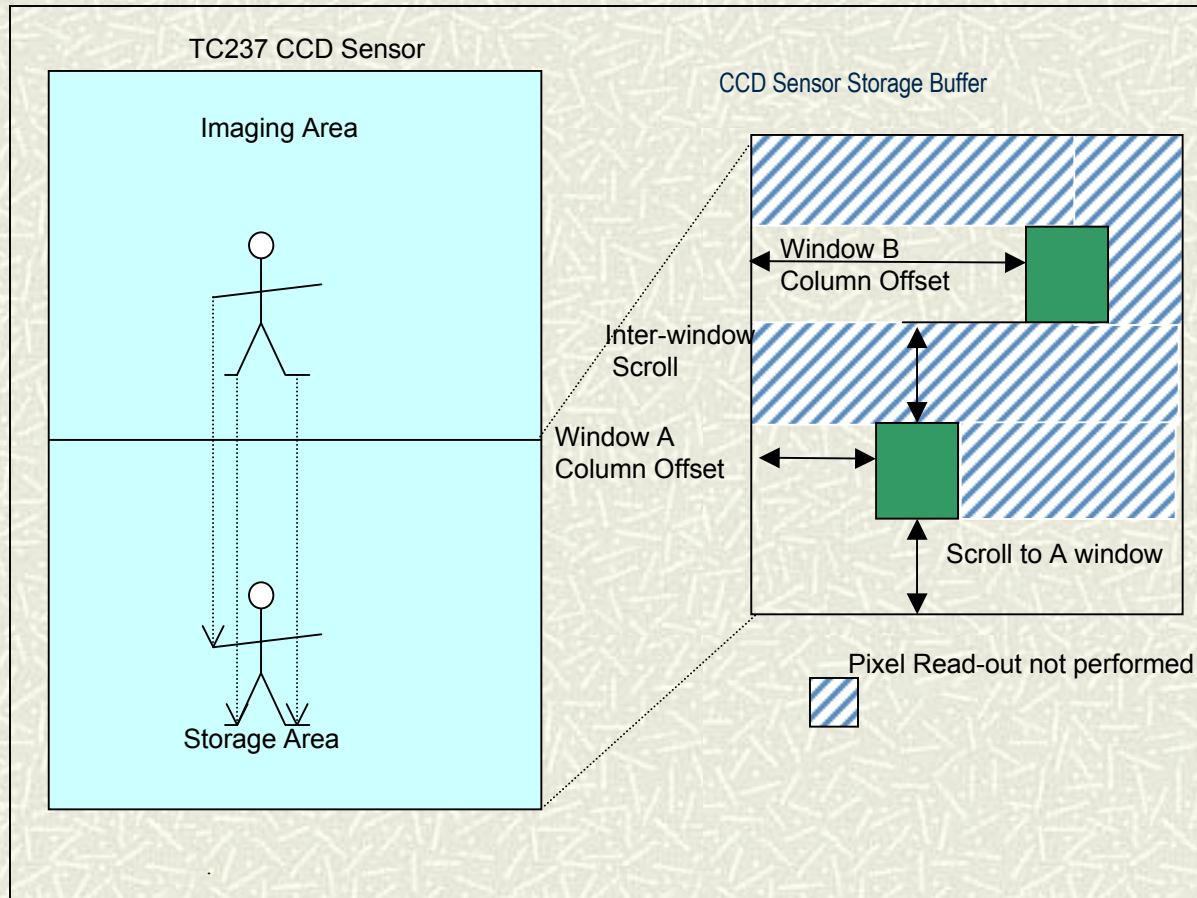 TC237 CCD Sensor
Imaging Area
Storage Area
CCD Sensor Storage Buffer
Window B
Column Offset
Inter-window
Scroll
Window A
Column Offset
Scroll to A window
Pixel Read-out not performed